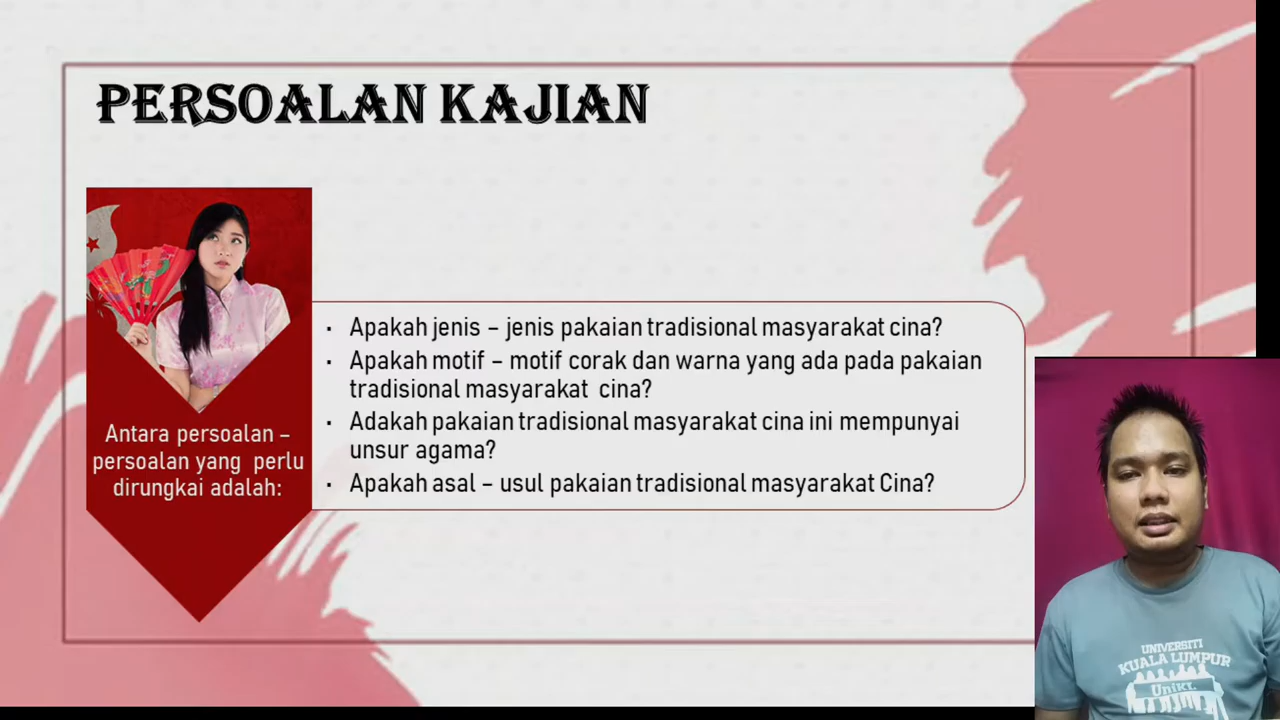 PERSOALAN KAJIAN
Antara persoalan –
persoalan yang perlu
dirungkai adalah:
▪ Apakah jenis – jenis pakaian tradisional masyarakat cina?
▪ Apakah motif – motif corak dan warna yang ada pada pakaian
tradisional masyarakat cina?
▪ Adakah pakaian tradisional masyarakat cina ini mempunyai
unsur agama?
▪ Apakah asal – usul pakaian tradisional masyarakat Cina?
UNIVERSITI
KUALA LUMPUR
UniKL